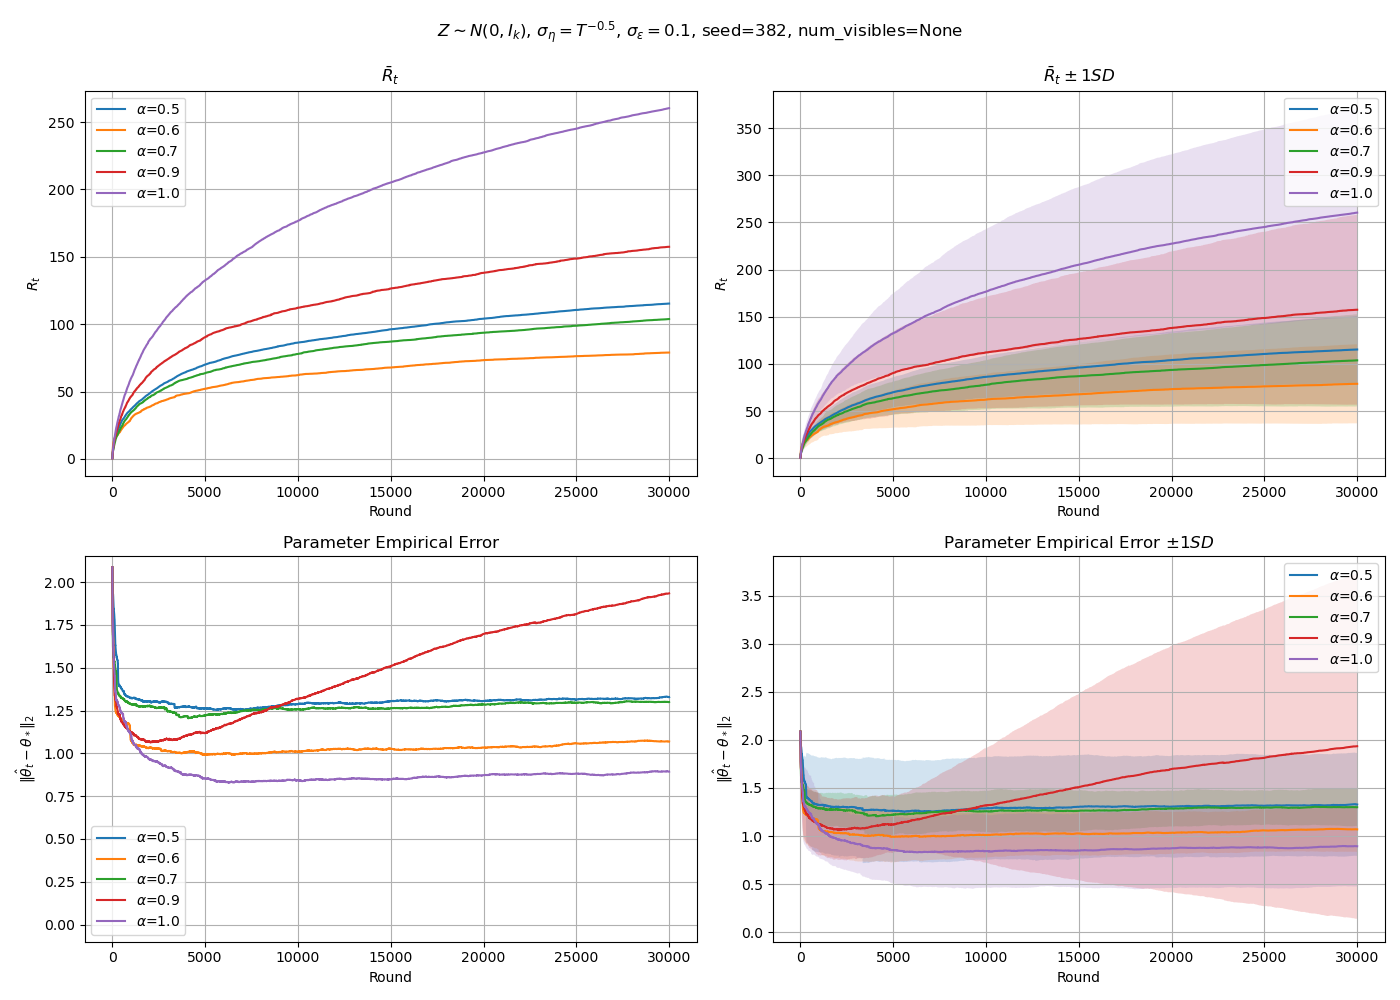 Z ∼ N(0, I_k), σ_η = T^{−0.5}, σ_ε = 0.1, seed=382, num_visibles=None
R̄_t
R_t
250
200
150
100
50
0
α=0.5
α=0.6
α=0.7
α=0.9
α=1.0
0 5000 10000 15000 20000 25000 30000
Round
R̄_t ± 1SD
R_t
350
300
250
200
150
100
50
0
α=0.5
α=0.6
α=0.7
α=0.9
α=1.0
0 5000 10000 15000 20000 25000 30000
Round
Parameter Empirical Error
‖θ̂_t − θ_*‖_2
2.00
1.75
1.50
1.25
1.00
0.75
0.50
0.25
0.00
α=0.5
α=0.6
α=0.7
α=0.9
α=1.0
0 5000 10000 15000 20000 25000 30000
Round
Parameter Empirical Error ±1SD
‖θ̂_t − θ_*‖_2
3.5
3.0
2.5
2.0
1.5
1.0
0.5
0.0
α=0.5
α=0.6
α=0.7
α=0.9
α=1.0
0 5000 10000 15000 20000 25000 30000
Round